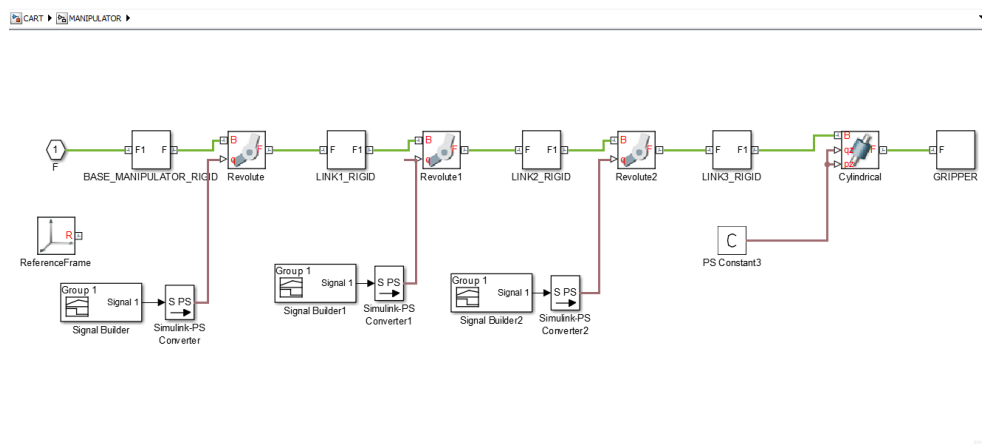 CART ▶ MANIPULATOR ▶
1
F
F1 F
BASE_MANIPULATOR_RIGID
B
q
F
Revolute
F F1
LINK1_RIGID
B
q
F
Revolute1
F F1
LINK2_RIGID
B
q
F
Revolute2
F F1
LINK3_RIGID
B
qz
pz
F
Cylindrical
F
GRIPPER
R
ReferenceFrame
C
PS Constant3
Group 1
Signal 1
Signal Builder
S PS
Simulink-PS
Converter
Group 1
Signal 1
Signal Builder1
S PS
Simulink-PS
Converter1
Group 1
Signal 1
Signal Builder2
S PS
Simulink-PS
Converter2